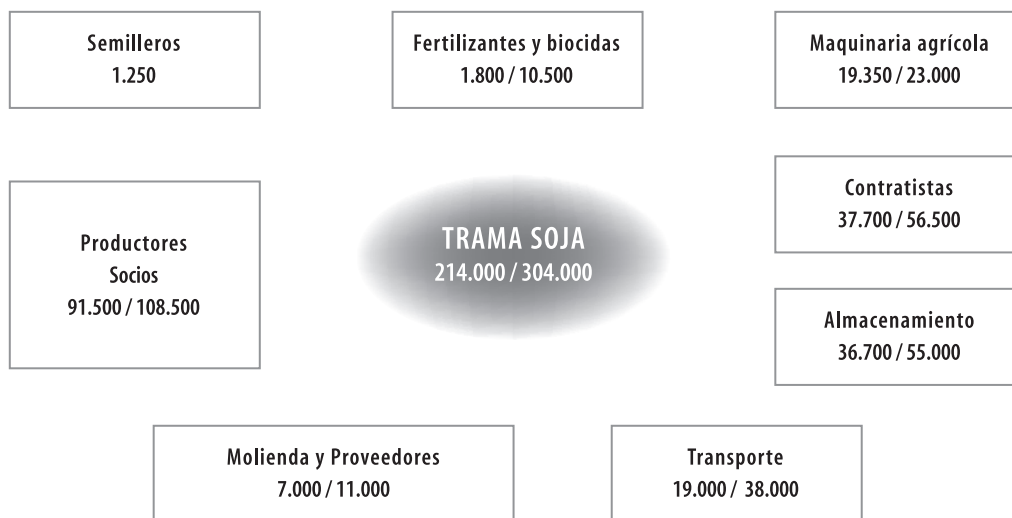 Semilleros
1.250
Fertilizantes y biocidas
1.800 / 10.500
Maquinaria agrícola
19.350 / 23.000
Productores
Socios
91.500 / 108.500
TRAMA SOJA
214.000 / 304.000
Contratistas
37.700 / 56.500
Almacenamiento
36.700 / 55.000
Molienda y Proveedores
7.000 / 11.000
Transporte
19.000 / 38.000